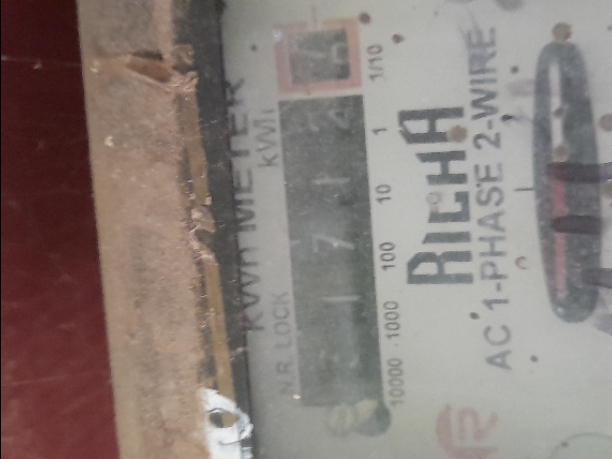 KWH METER
N.R. LOCK
kWh
10000 1000 100 10 1 1/10
RICHA
AC 1-PHASE 2-WIRE